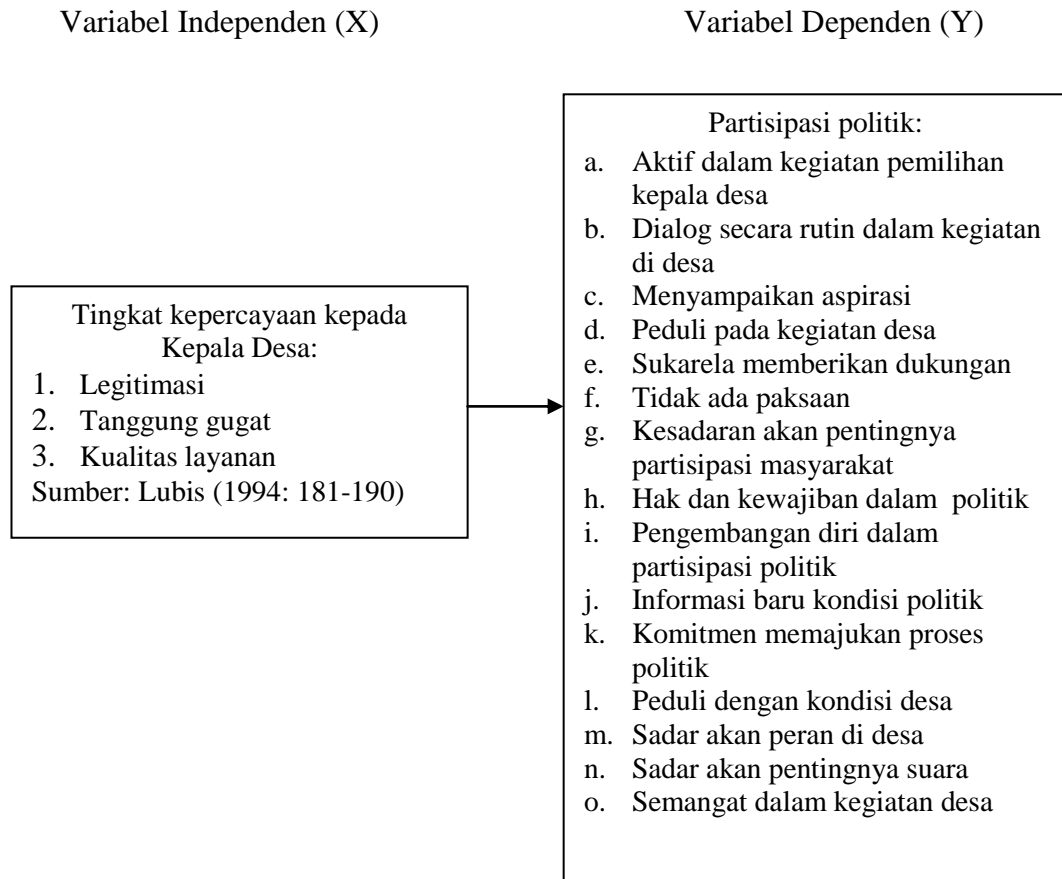 Variabel Independen (X)
Variabel Dependen (Y)
Tingkat kepercayaan kepada
Kepala Desa:
1. Legitimasi
2. Tanggung gugat
3. Kualitas layanan
Sumber: Lubis (1994: 181-190)
Partisipasi politik:
a. Aktif dalam kegiatan pemilihan
kepala desa
b. Dialog secara rutin dalam kegiatan
di desa
c. Menyampaikan aspirasi
d. Peduli pada kegiatan desa
e. Sukarela memberikan dukungan
f. Tidak ada paksaan
g. Kesadaran akan pentingnya
partisipasi masyarakat
h. Hak dan kewajiban dalam politik
i. Pengembangan diri dalam
partisipasi politik
j. Informasi baru kondisi politik
k. Komitmen memajukan proses
politik
l. Peduli dengan kondisi desa
m. Sadar akan peran di desa
n. Sadar akan pentingnya suara
o. Semangat dalam kegiatan desa